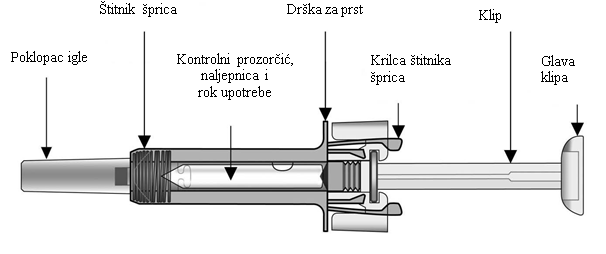 Štitnik šprica
Drška za prst
Klip
Poklopac igle
Kontrolni prozorčić,
naljepnica i
rok upotrebe
Krilca štitnika
šprica
Glava
klipa